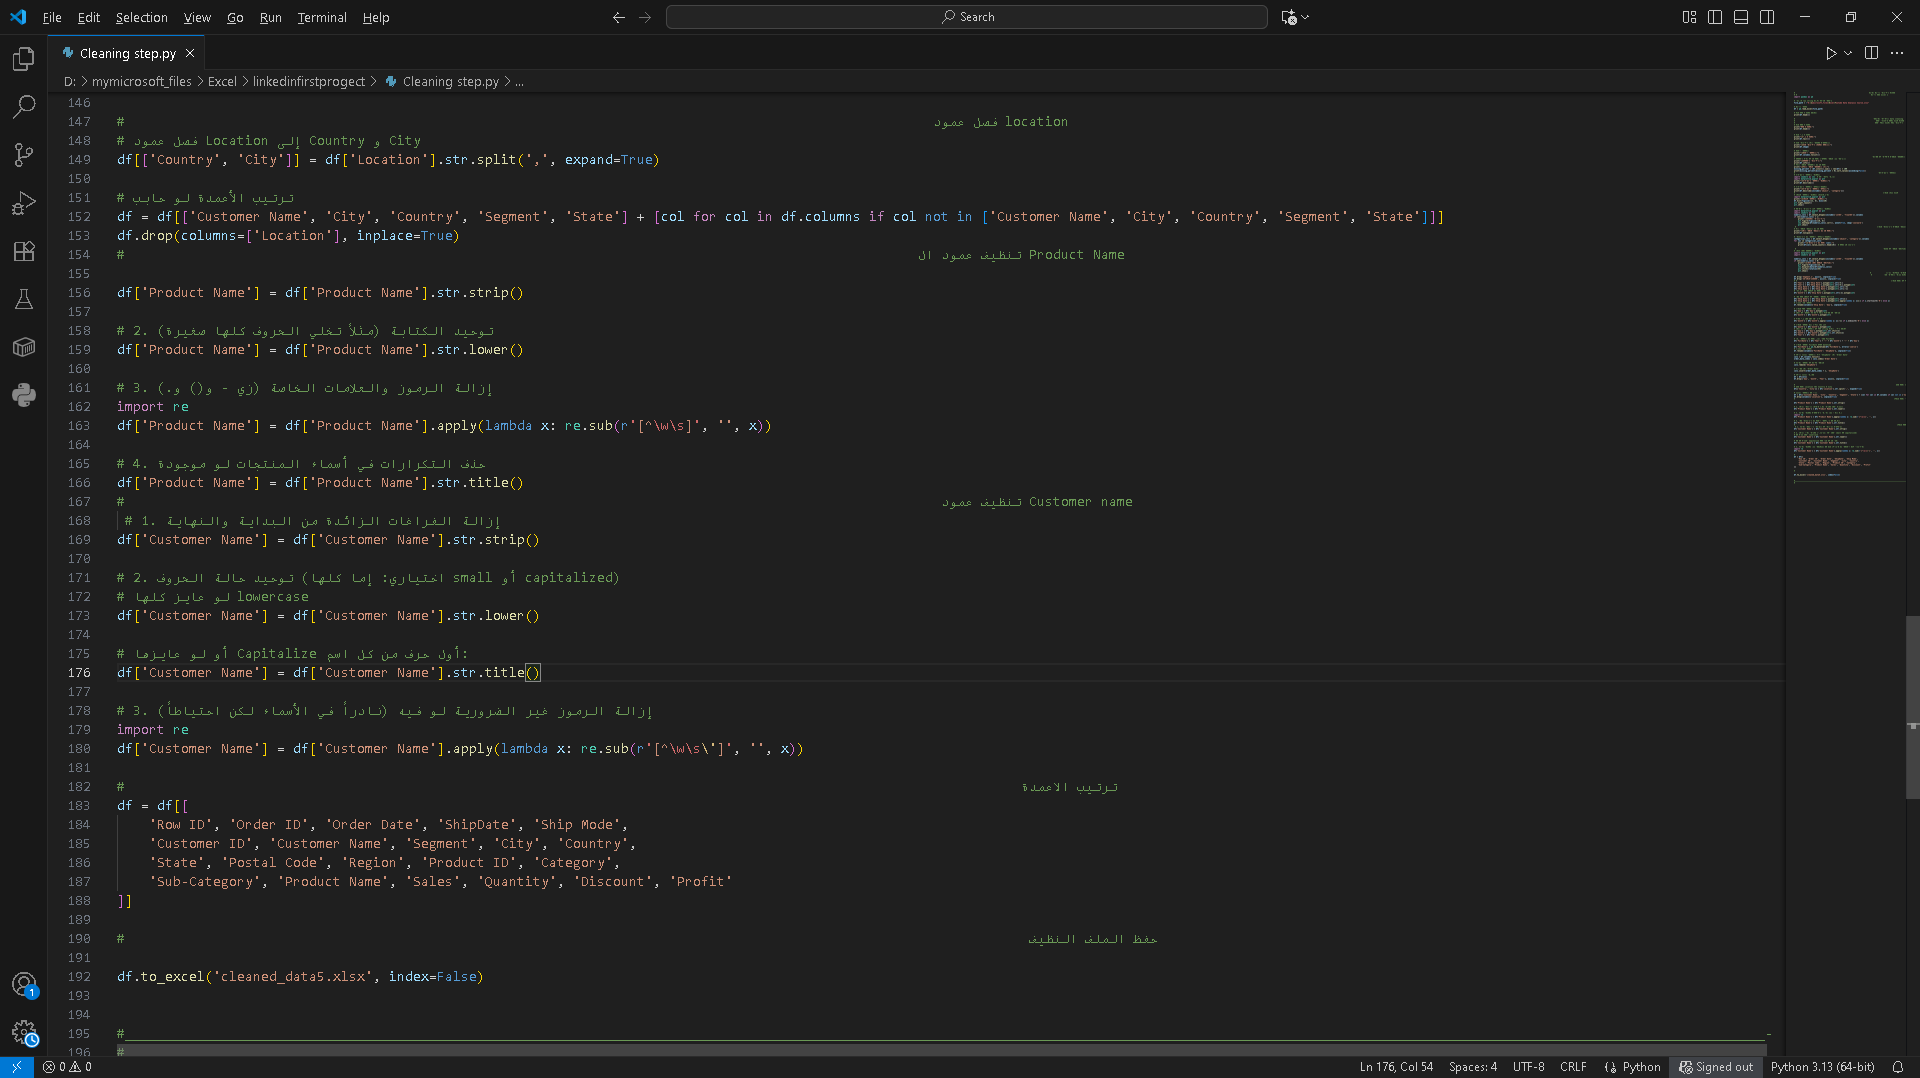 File Edit Selection View Go Run Terminal Help
Search
Cleaning step.py
D: > mymicrosoft_files > Excel > linkedinfirstprogect > Cleaning step.py > ...
146
147 # فصل عمود location
148 # فصل عمود Location إلى Country و City
149 df[['Country', 'City']] = df['Location'].str.split(',', expand=True)
150
151 # ترتيب الأعمدة لو حابب
152 df = df[['Customer Name', 'City', 'Country', 'Segment', 'State'] + [col for col in df.columns if col not in ['Customer Name', 'City', 'Country', 'Segment', 'State']]]
153 df.drop(columns=['Location'], inplace=True)
154 # تنظيف عمود ال Product Name
155
156 df['Product Name'] = df['Product Name'].str.strip()
157
158 # 2. توحيد الكتابة (مثلاً تخلي الحروف كلها صغيرة)
159 df['Product Name'] = df['Product Name'].str.lower()
160
161 # 3. إزالة الرموز والعلامات الخاصة (زي - و() و.)
162 import re
163 df['Product Name'] = df['Product Name'].apply(lambda x: re.sub(r'[^\w\s]', '', x))
164
165 # 4. حذف التكرارات في أسماء المنتجات لو موجودة
166 df['Product Name'] = df['Product Name'].str.title()
167 # تنظيف عمود Customer name
168 # 1. إزالة الفراغات الزائدة من البداية والنهاية
169 df['Customer Name'] = df['Customer Name'].str.strip()
170
171 # 2. توحيد حالة الحروف (اختياري: إما كلها small أو capitalized)
172 # لو عايز كلها lowercase
173 df['Customer Name'] = df['Customer Name'].str.lower()
174
175 # أو لو عايزها Capitalize أول حرف من كل اسم:
176 df['Customer Name'] = df['Customer Name'].str.title()
177
178 # 3. إزالة الرموز غير الضرورية لو فيه (نادراً في الأسماء لكن احتياطاً)
179 import re
180 df['Customer Name'] = df['Customer Name'].apply(lambda x: re.sub(r'[^\w\s\']', '', x))
181
182 # ترتيب الاعمدة
183 df = df[[
184 'Row ID', 'Order ID', 'Order Date', 'ShipDate', 'Ship Mode',
185 'Customer ID', 'Customer Name', 'Segment', 'City', 'Country',
186 'State', 'Postal Code', 'Region', 'Product ID', 'Category',
187 'Sub-Category', 'Product Name', 'Sales', 'Quantity', 'Discount', 'Profit'
188 ]]
189
190 # حفظ الملف النظيف
191
192 df.to_excel('cleaned_data5.xlsx', index=False)
193
194
195 #
196 #
1
0 0 Ln 176, Col 54 Spaces: 4 UTF-8 CRLF Python Signed out Python 3.13 (64-bit)